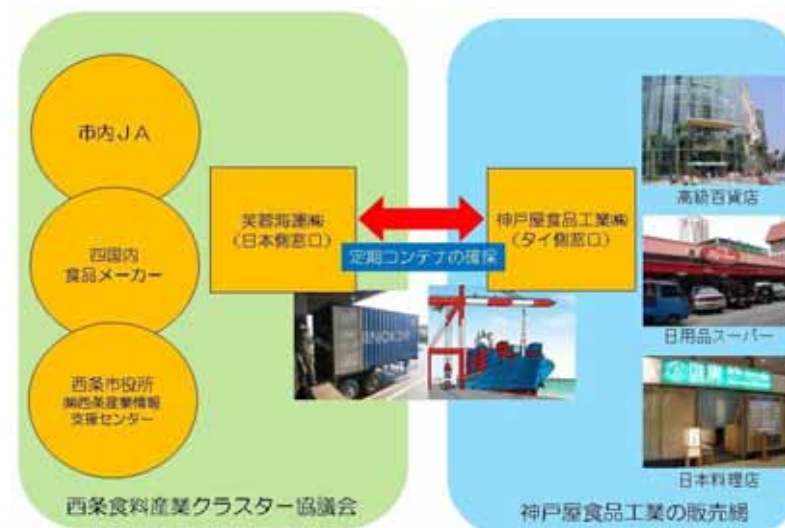 市内JA
四国内
食品メーカー
西条市役所
㈱西条産業情報
支援センター
芙蓉海運㈱
(日本側窓口)
定期コンテナの確保
神戸屋食品工業㈱
(タイ側窓口)
高級百貨店
日用品スーパー
日本料理店
西条食料産業クラスター協議会
神戸屋食品工業の販売網